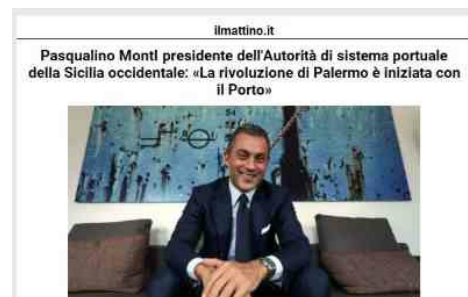 ilmattino.it
Pasqualino MontI presidente dell'Autorità di sistema portuale
della Sicilia occidentale: «La rivoluzione di Palermo è iniziata con
il Porto»